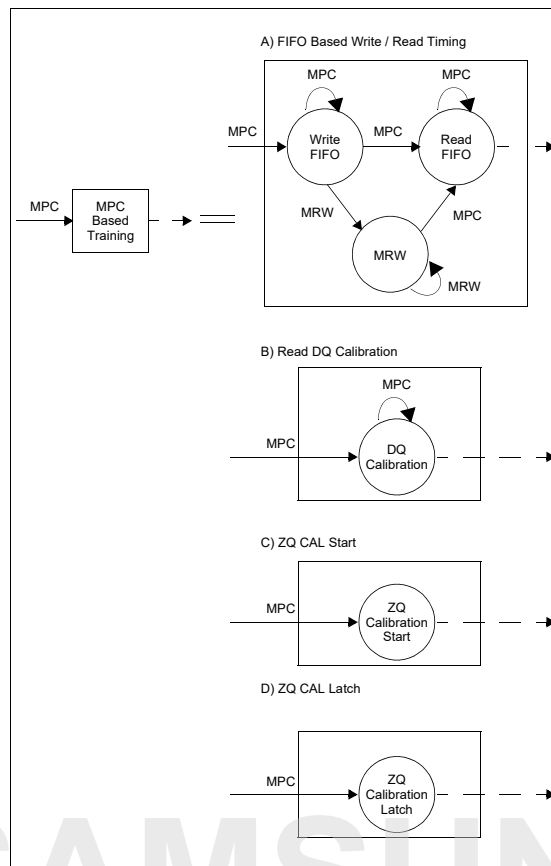 A) FIFO Based Write / Read Timing
MPC
MPC
MPC
Write
FIFO
MPC
Read
FIFO
MPC
MPC
Based
Training
MRW
MPC
MRW
MRW
B) Read DQ Calibration
MPC
MPC
DQ
Calibration
C) ZQ CAL Start
MPC
ZQ
Calibration
Start
D) ZQ CAL Latch
MPC
ZQ
Calibration
Latch